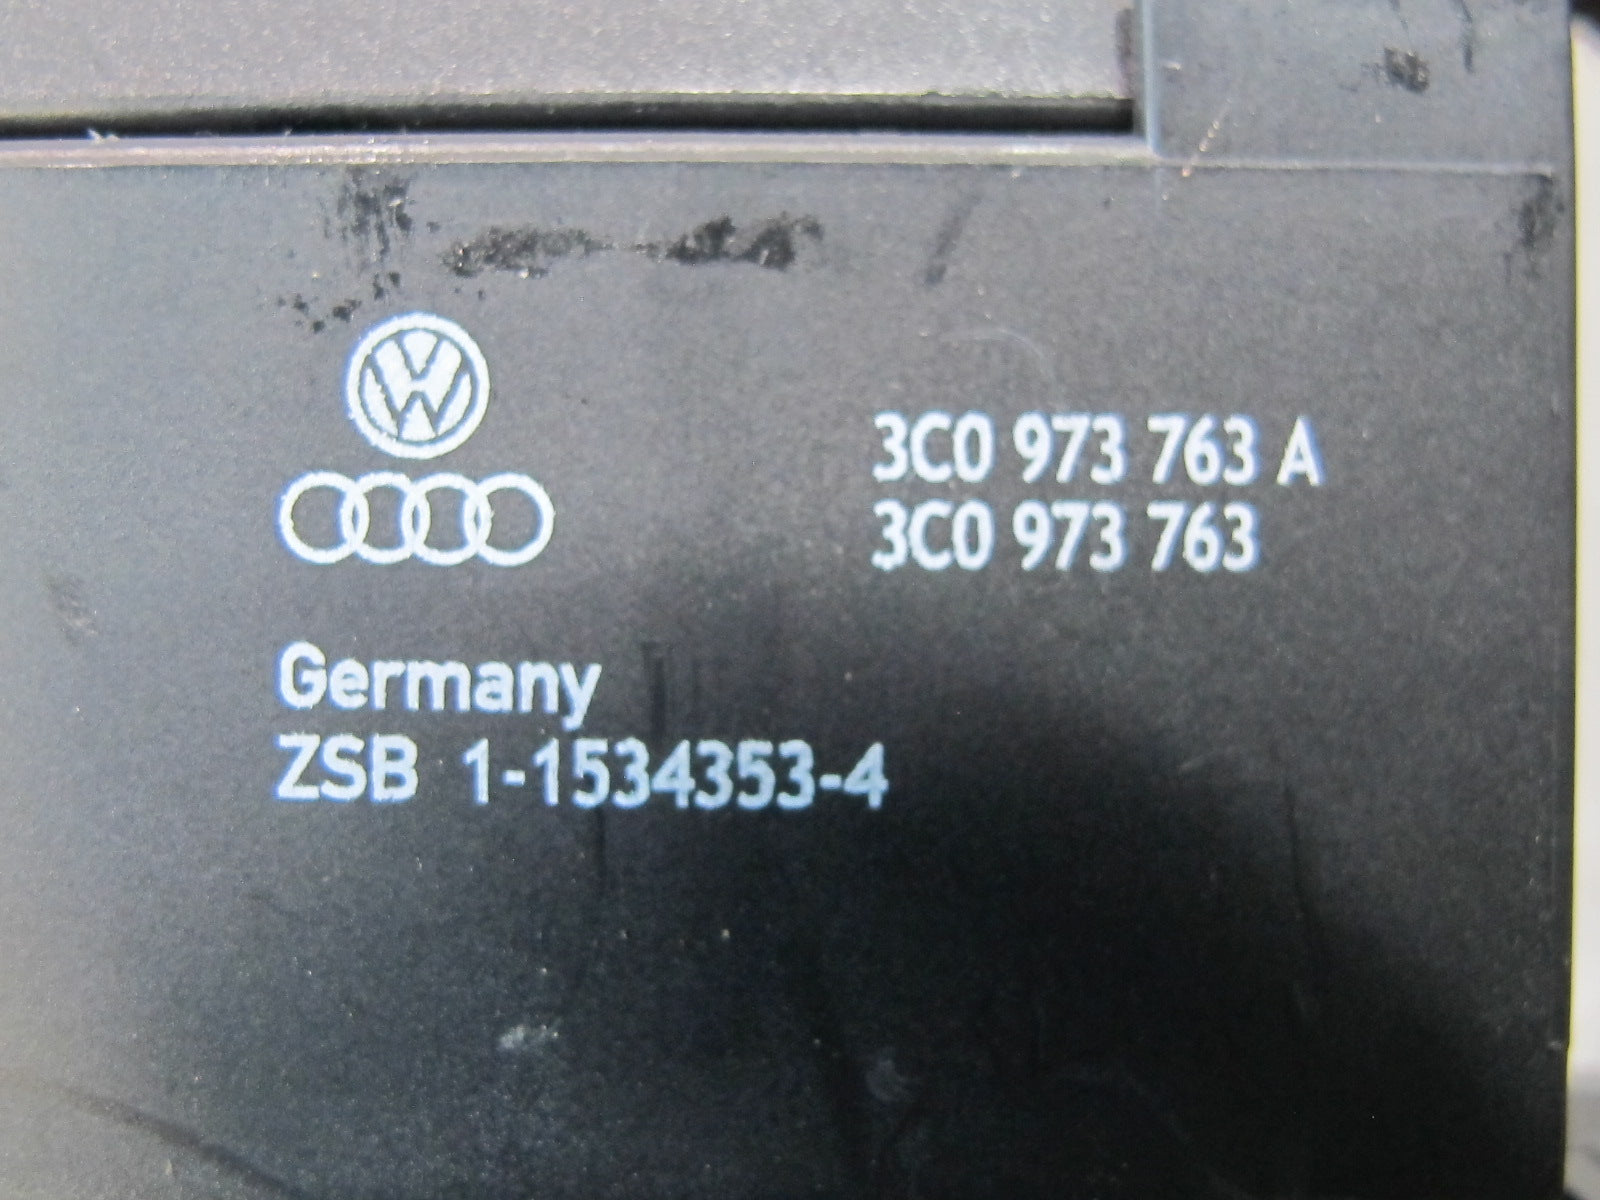 3C0 973 763 A
3C0 973 763
Germany
ZSB 1-1534353-4